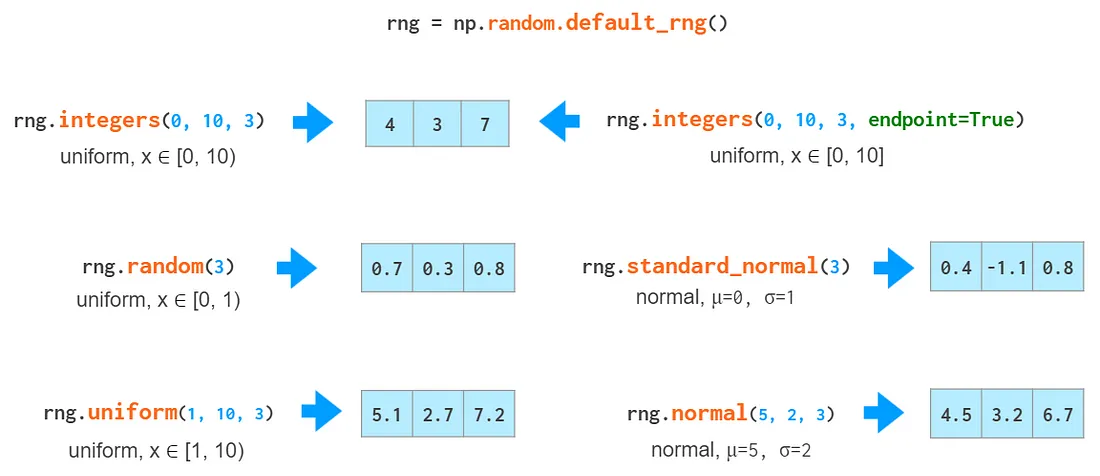 rng = np.random.default_rng()
rng.integers(0, 10, 3)
uniform, x ∈ [0, 10)
4 3 7
rng.integers(0, 10, 3, endpoint=True)
uniform, x ∈ [0, 10]
rng.random(3)
uniform, x ∈ [0, 1)
0.7 0.3 0.8
rng.standard_normal(3)
normal, μ=0, σ=1
0.4 -1.1 0.8
rng.uniform(1, 10, 3)
uniform, x ∈ [1, 10)
5.1 2.7 7.2
rng.normal(5, 2, 3)
normal, μ=5, σ=2
4.5 3.2 6.7